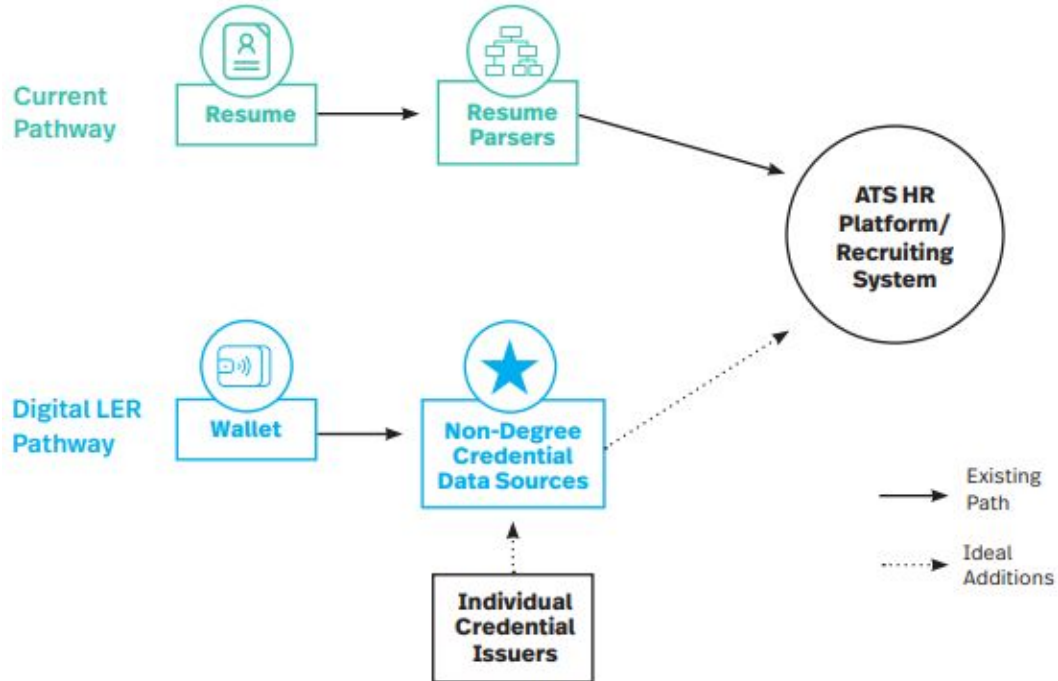 Current
Pathway
Resume
Resume
Parsers
ATS HR
Platform/
Recruiting
System
Digital LER
Pathway
Wallet
Non-Degree
Credential
Data Sources
Individual
Credential
Issuers
Existing
Path
Ideal
Additions